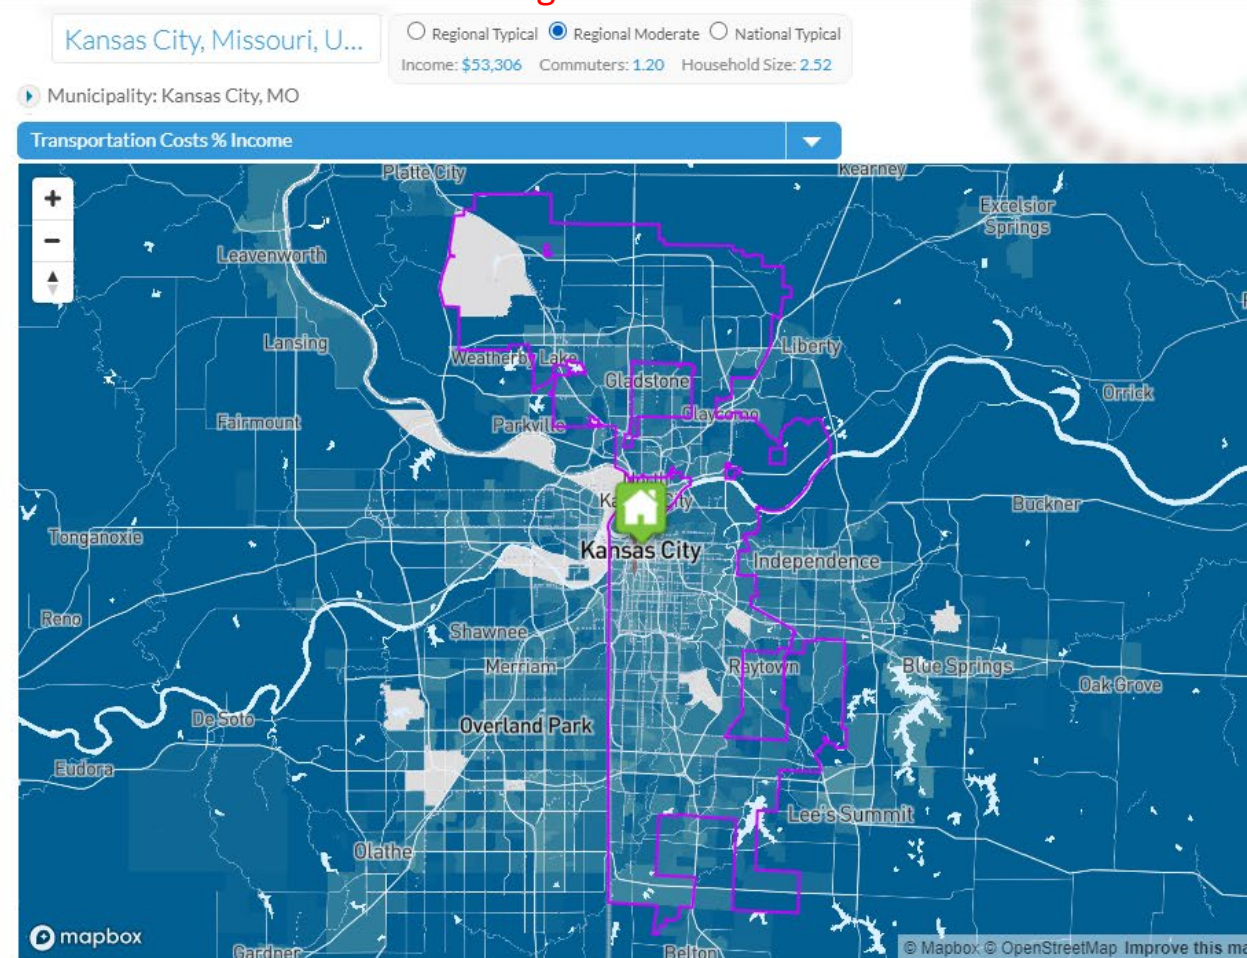 Kansas City, Missouri, U...
Regional Typical Regional Moderate National Typical
Income: $53,306 Commuters: 1.20 Household Size: 2.52
Municipality: Kansas City, MO
Transportation Costs % Income
Platte City
Kearney
Excelsior
Springs
Leavenworth
Lansing
Weatherby Lake
Liberty
Gladstone
Orrick
Fairmount
Parkville
Claycomo
North
Kansas City
Buckner
Tonganoxie
Kansas City
Independence
Reno
Shawnee
Merriam
Raytown
Blue Springs
Oak Grove
De Soto
Overland Park
Eudora
Lee's Summit
Olathe
mapbox
Gardner
Belton
© Mapbox © OpenStreetMap Improve this ma